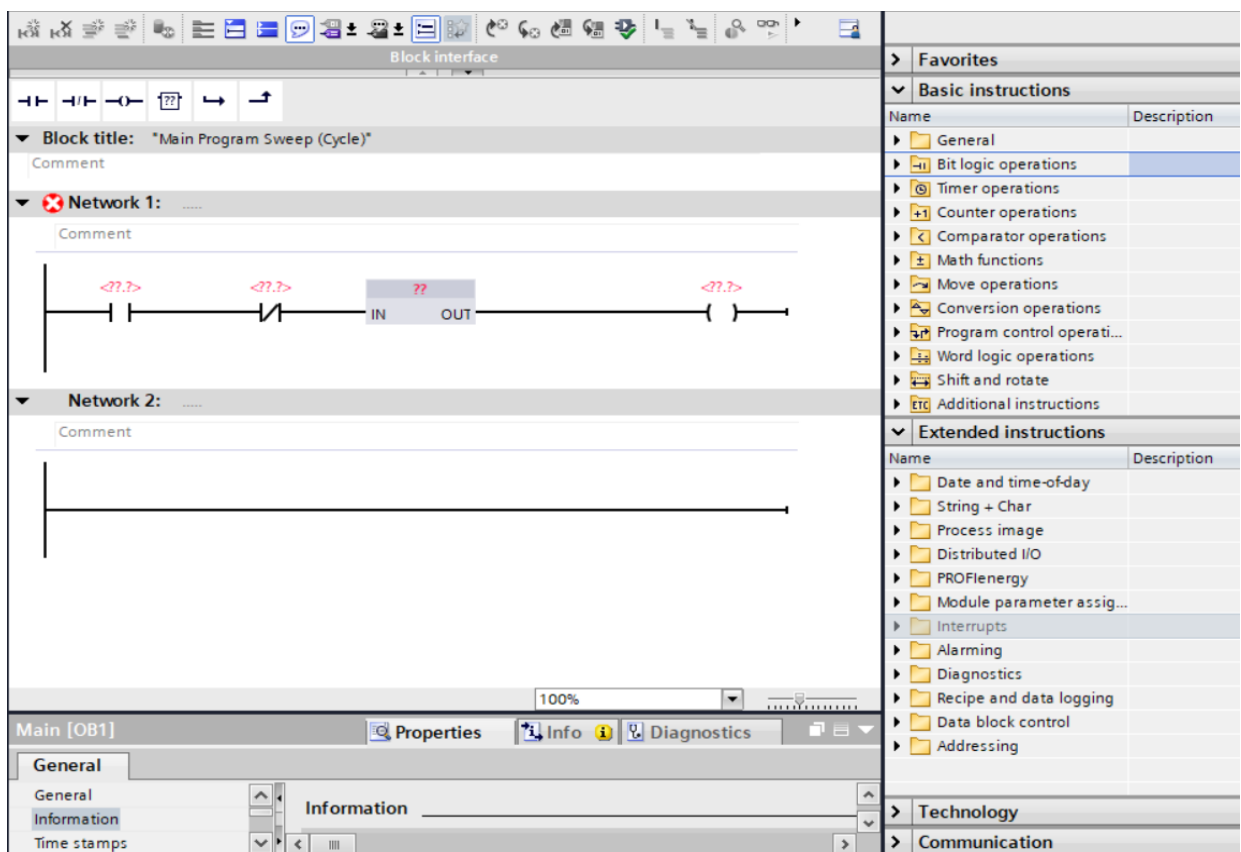 Block interface
??
Block title: "Main Program Sweep (Cycle)"
Comment
Network 1: .....
Comment
<??.?> <??.?> ?? <??.?>
IN OUT
Network 2: .....
Comment
100%
Main [OB1] Properties Info Diagnostics
General
General
Information
Time stamps
Information
Favorites
Basic instructions
Name Description
General
Bit logic operations
Timer operations
+1 Counter operations
Comparator operations
Math functions
Move operations
Conversion operations
Program control operati...
Word logic operations
Shift and rotate
ETC Additional instructions
Extended instructions
Name Description
Date and time-of-day
String + Char
Process image
Distributed I/O
PROFIenergy
Module parameter assig...
Interrupts
Alarming
Diagnostics
Recipe and data logging
Data block control
Addressing
Technology
Communication